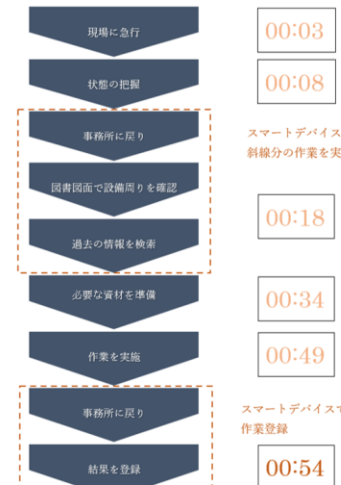 現場に急行
00:03
状態の把握
00:08
事務所に戻り
スマートデバイス
斜線分の作業を実
図書図面で設備周りを確認
00:18
過去の情報を検索
必要な資材を準備
00:34
作業を実施
00:49
事務所に戻り
スマートデバイスで
作業登録
結果を登録
00:54